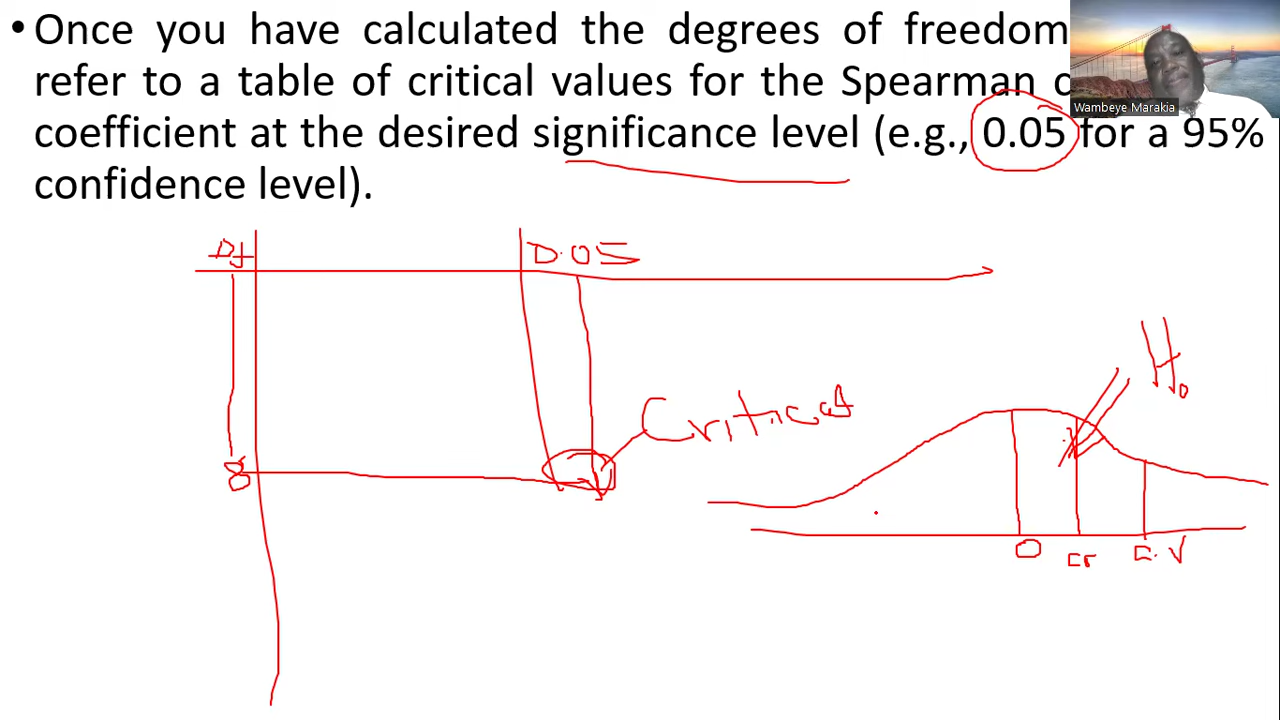 • Once you have calculated the degrees of freedom
refer to a table of critical values for the Spearman c
coefficient at the desired significance level (e.g., 0.05 for a 95%
confidence level).
Wambeye Marakia
Df 0.05
8
Critical
H₀
0 C.V